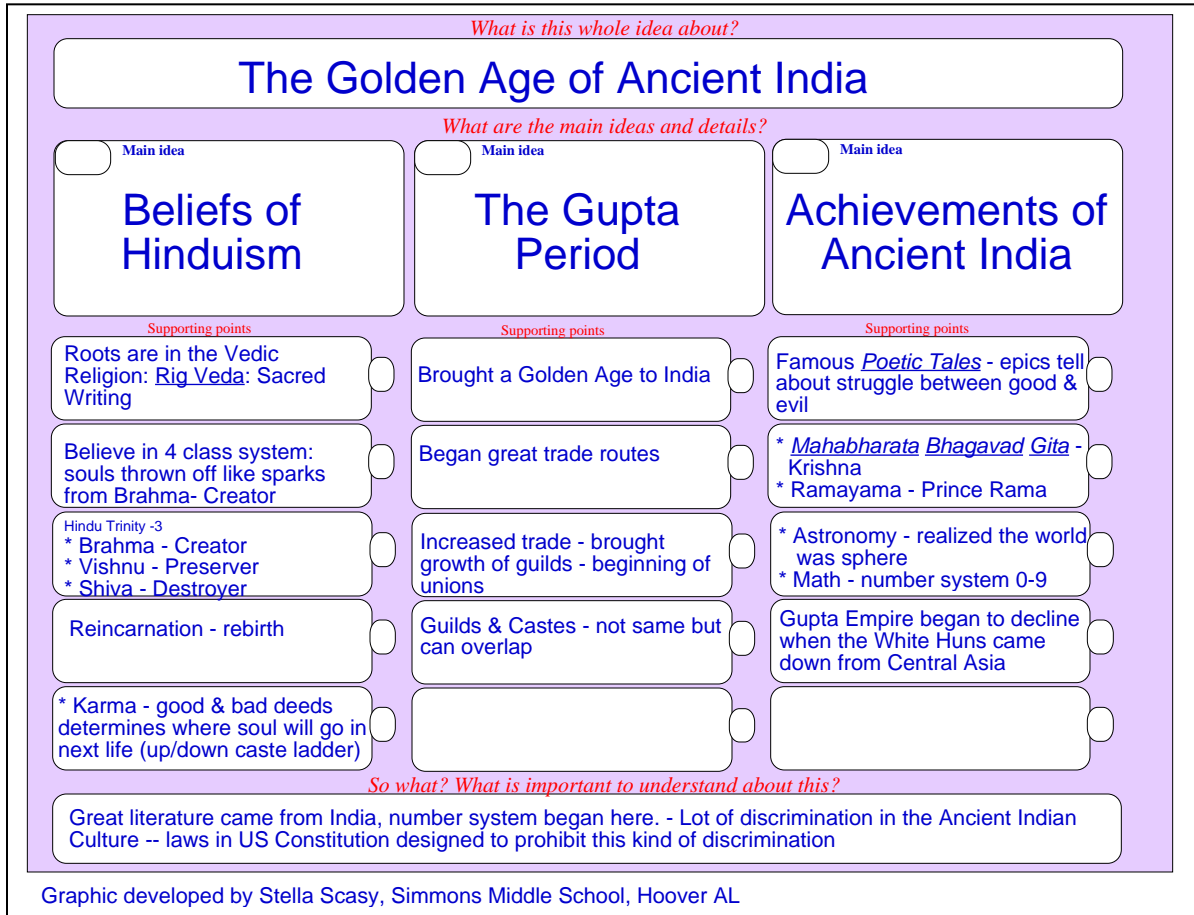 What is this whole idea about?
The Golden Age of Ancient India
What are the main ideas and details?
Main idea
Beliefs of
Hinduism
Main idea
The Gupta
Period
Main idea
Achievements of
Ancient India
Supporting points
Roots are in the Vedic
Religion: Rig Veda: Sacred
Writing
Believe in 4 class system:
souls thrown off like sparks
from Brahma- Creator
Hindu Trinity -3
* Brahma - Creator
* Vishnu - Preserver
* Shiva - Destroyer
Reincarnation - rebirth
* Karma - good & bad deeds
determines where soul will go in
next life (up/down caste ladder)
Supporting points
Brought a Golden Age to India
Began great trade routes
Increased trade - brought
growth of guilds - beginning of
unions
Guilds & Castes - not same but
can overlap
Supporting points
Famous Poetic Tales - epics tell
about struggle between good &
evil
* Mahabharata Bhagavad Gita -
Krishna
* Ramayama - Prince Rama
* Astronomy - realized the world
was sphere
* Math - number system 0-9
Gupta Empire began to decline
when the White Huns came
down from Central Asia
So what? What is important to understand about this?
Great literature came from India, number system began here. - Lot of discrimination in the Ancient Indian
Culture -- laws in US Constitution designed to prohibit this kind of discrimination
Graphic developed by Stella Scasy, Simmons Middle School, Hoover AL